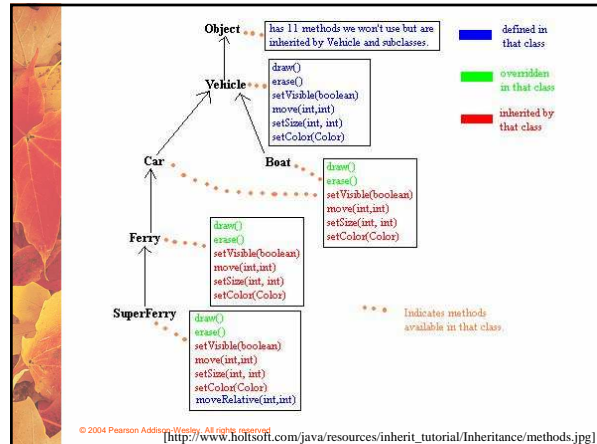 Object
has 11 methods we won't use but are
inherited by Vehicle and subclasses.
defined in
that class
overridden
in that class
inherited by
that class
Vehicle
draw()
erase()
setVisible(boolean)
move(int,int)
setSize(int, int)
setColor(Color)
Car
Boat
draw()
erase()
setVisible(boolean)
move(int,int)
setSize(int, int)
setColor(Color)
Ferry
draw()
erase()
setVisible(boolean)
move(int,int)
setSize(int, int)
setColor(Color)
SuperFerry
draw()
erase()
setVisible(boolean)
move(int,int)
setSize(int, int)
setColor(Color)
moveRelative(int,int)
Indicates methods
available in that class.
© 2004 Pearson Addison-Wesley. All rights reserved
[http://www.holtsoft.com/java/resources/inherit_tutorial/Inheritance/methods.jpg]